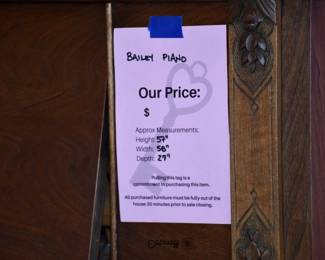 BAILEY PIANO
Our Price:
$
Approx Measurements:
Height: 57"
Width: 58"
Depth: 29"
Pulling this tag is a
commitment to purchasing this item.
All purchased furniture must be fully out of the
house 30 minutes prior to sale closing.